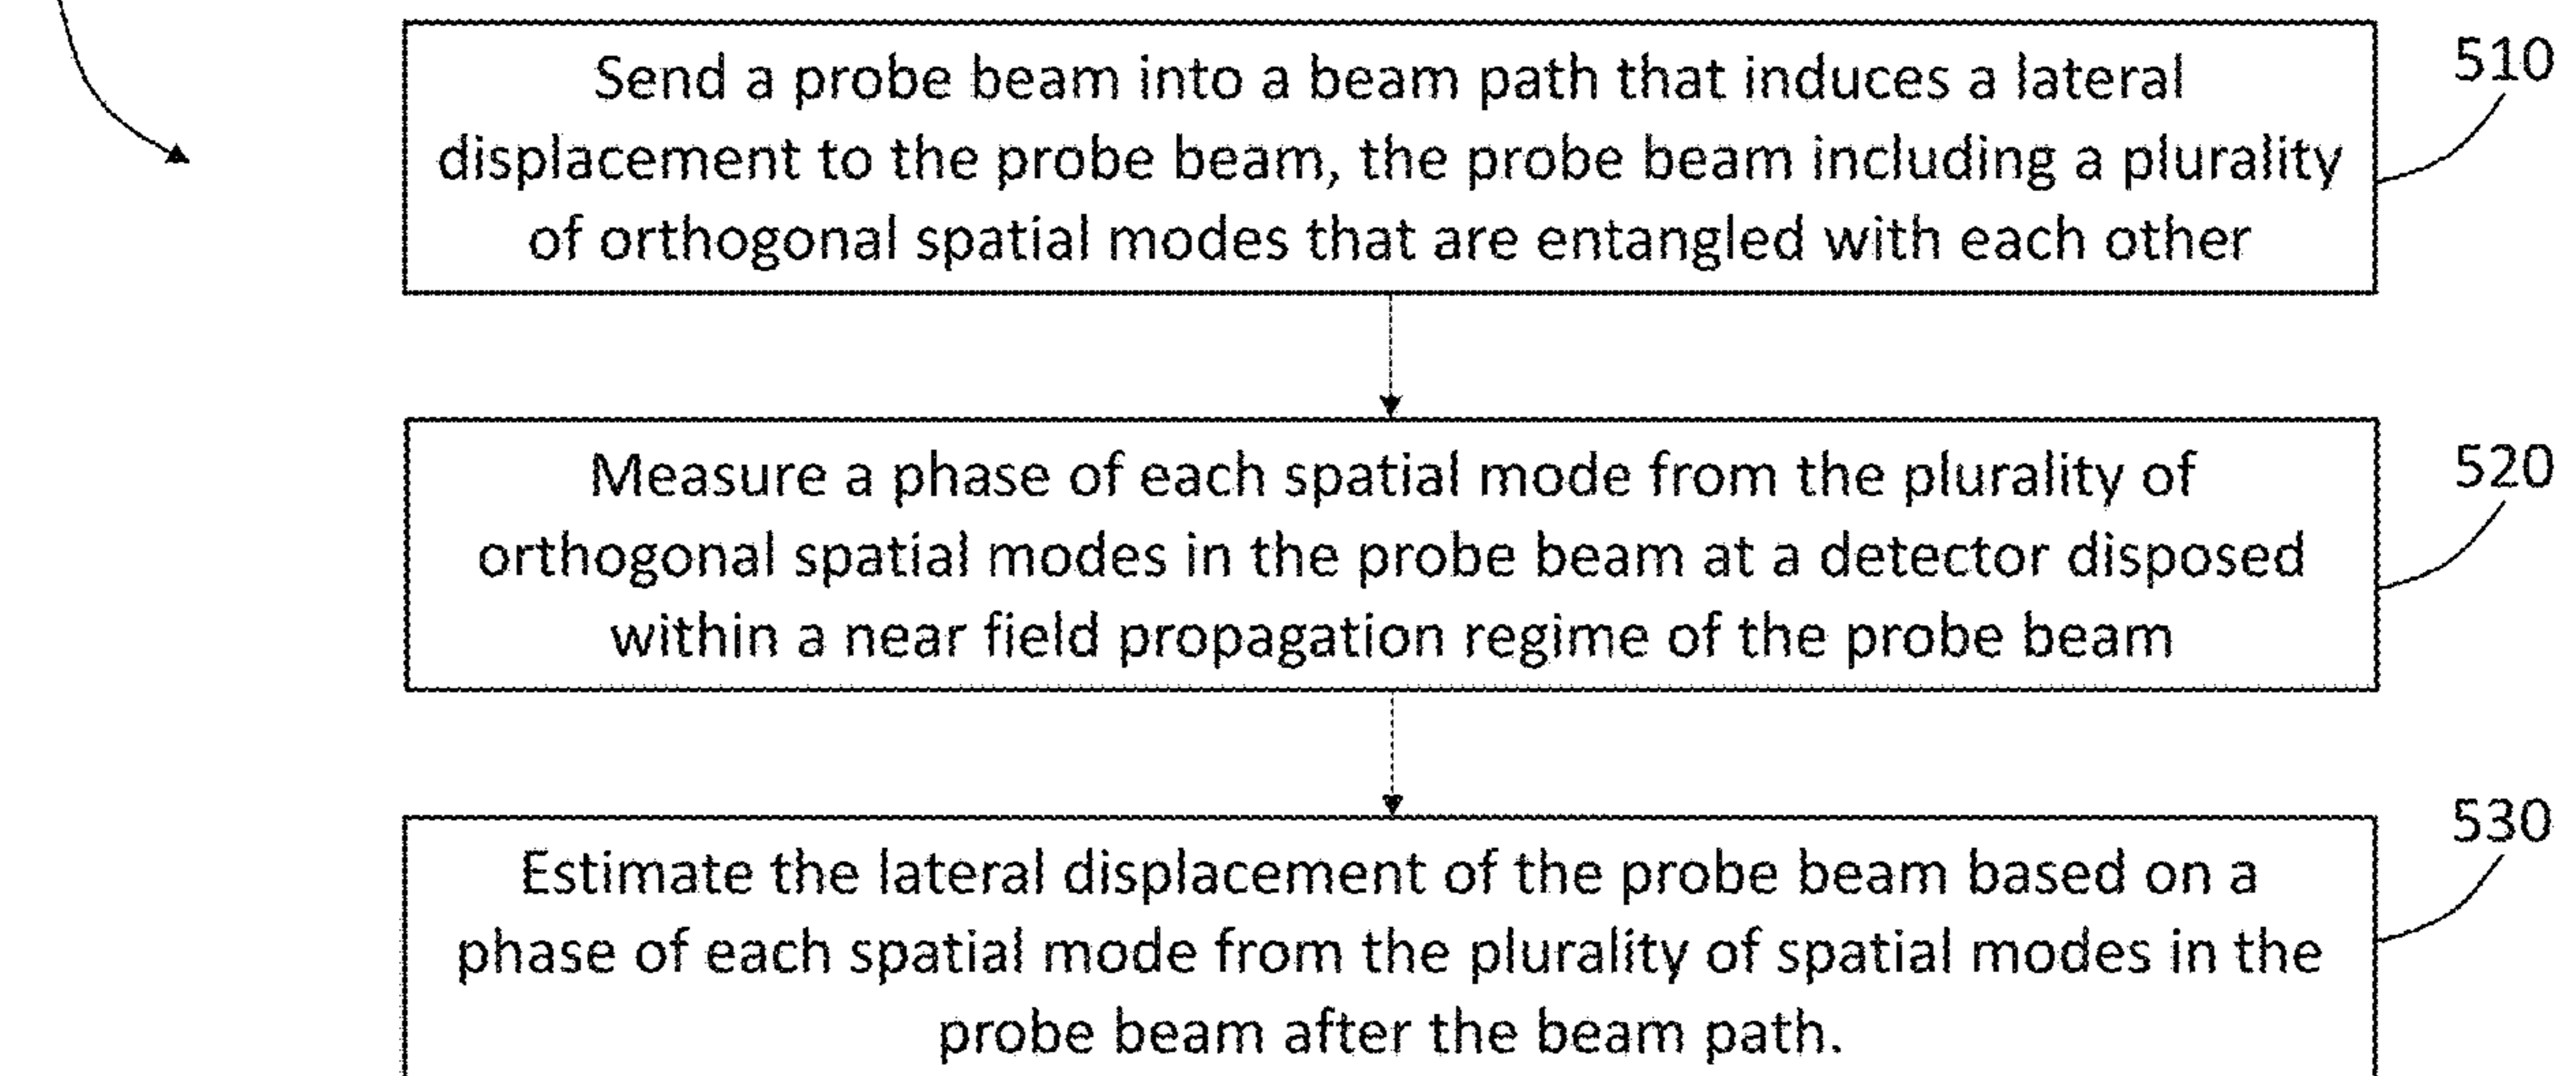 Send a probe beam into a beam path that induces a lateral
displacement to the probe beam, the probe beam including a plurality
of orthogonal spatial modes that are entangled with each other
510
Measure a phase of each spatial mode from the plurality of
orthogonal spatial modes in the probe beam at a detector disposed
within a near field propagation regime of the probe beam
520
Estimate the lateral displacement of the probe beam based on a
phase of each spatial mode from the plurality of spatial modes in the
probe beam after the beam path.
530